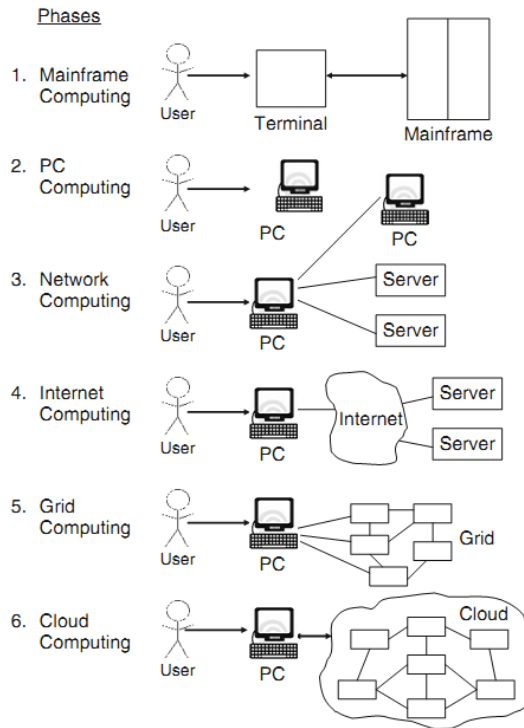 Phases
1. Mainframe
Computing
User
Terminal
Mainframe
2. PC
Computing
User
PC
PC
3. Network
Computing
User
PC
Server
Server
4. Internet
Computing
User
PC
Internet
Server
Server
5. Grid
Computing
User
PC
Grid
6. Cloud
Computing
User
PC
Cloud